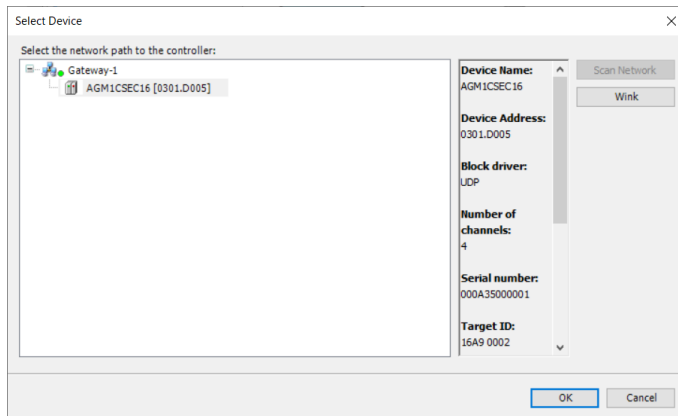 Select Device
Select the network path to the controller:
Gateway-1
AGM1CSEC16 [0301.D005]
Device Name:
AGM1CSEC16
Device Address:
0301.D005
Block driver:
UDP
Number of
channels:
4
Serial number:
000A35000001
Target ID:
16A9 0002
Scan Network
Wink
OK
Cancel